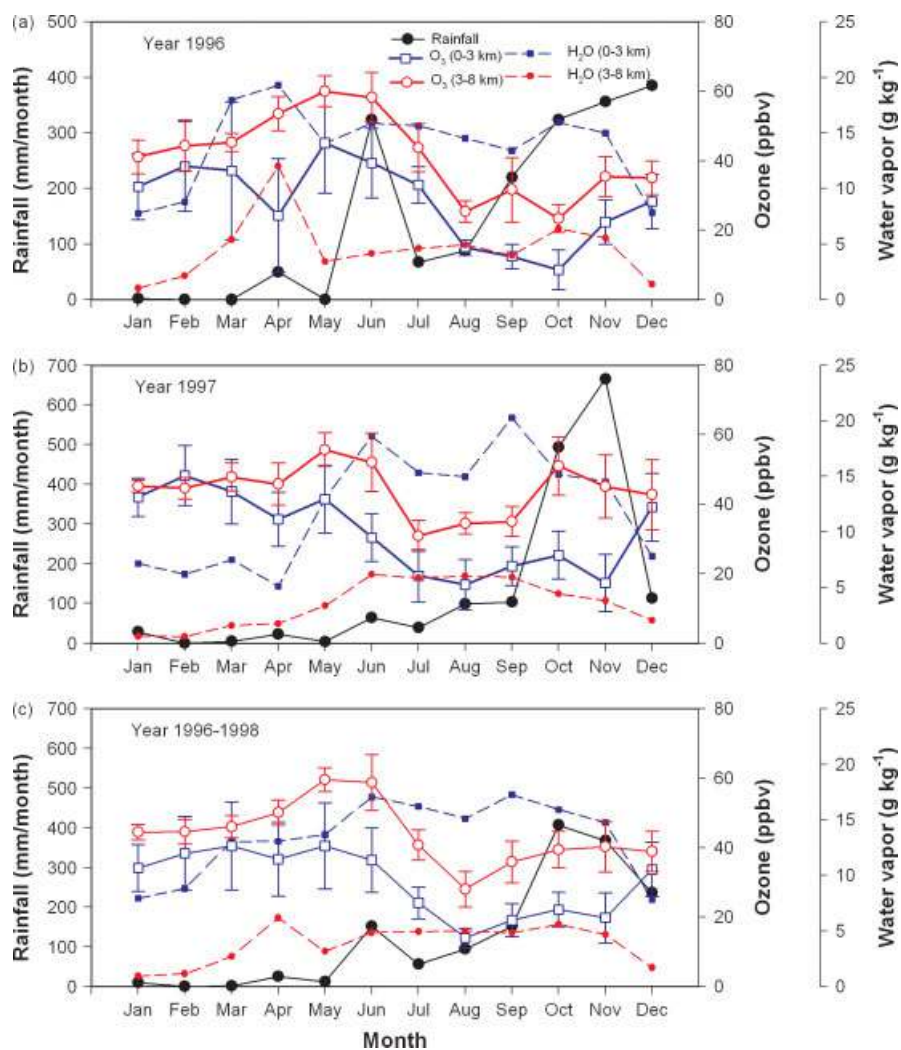 (a)
Year 1996
Rainfall
O3 (0-3 km)
O3 (3-8 km)
H2O (0-3 km)
H2O (3-8 km)
500
400
300
200
100
0
Rainfall (mm/month)
80
60
40
20
0
Ozone (ppbv)
25
20
15
10
5
0
Water vapor (g kg-1)
Jan Feb Mar Apr May Jun Jul Aug Sep Oct Nov Dec
(b)
Year 1997
700
600
500
400
300
200
100
0
Rainfall (mm/month)
80
60
40
20
0
Ozone (ppbv)
25
20
15
10
5
0
Water vapor (g kg-1)
Jan Feb Mar Apr May Jun Jul Aug Sep Oct Nov Dec
(c)
Year 1996-1998
700
600
500
400
300
200
100
0
Rainfall (mm/month)
80
60
40
20
0
Ozone (ppbv)
25
20
15
10
5
0
Water vapor (g kg-1)
Jan Feb Mar Apr May Jun Jul Aug Sep Oct Nov Dec
Month